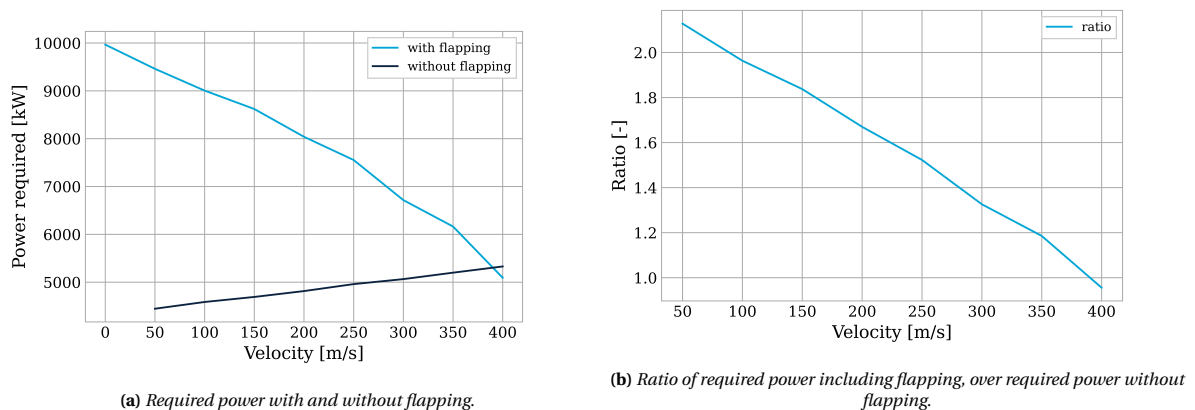 10000
9000
8000
7000
6000
5000
Power required [kW]
with flapping
without flapping
0 50 100 150 200 250 300 350 400
Velocity [m/s]
(a) Required power with and without flapping.
2.0
1.8
1.6
1.4
1.2
1.0
Ratio [-]
ratio
50 100 150 200 250 300 350 400
Velocity [m/s]
(b) Ratio of required power including flapping, over required power without
flapping.